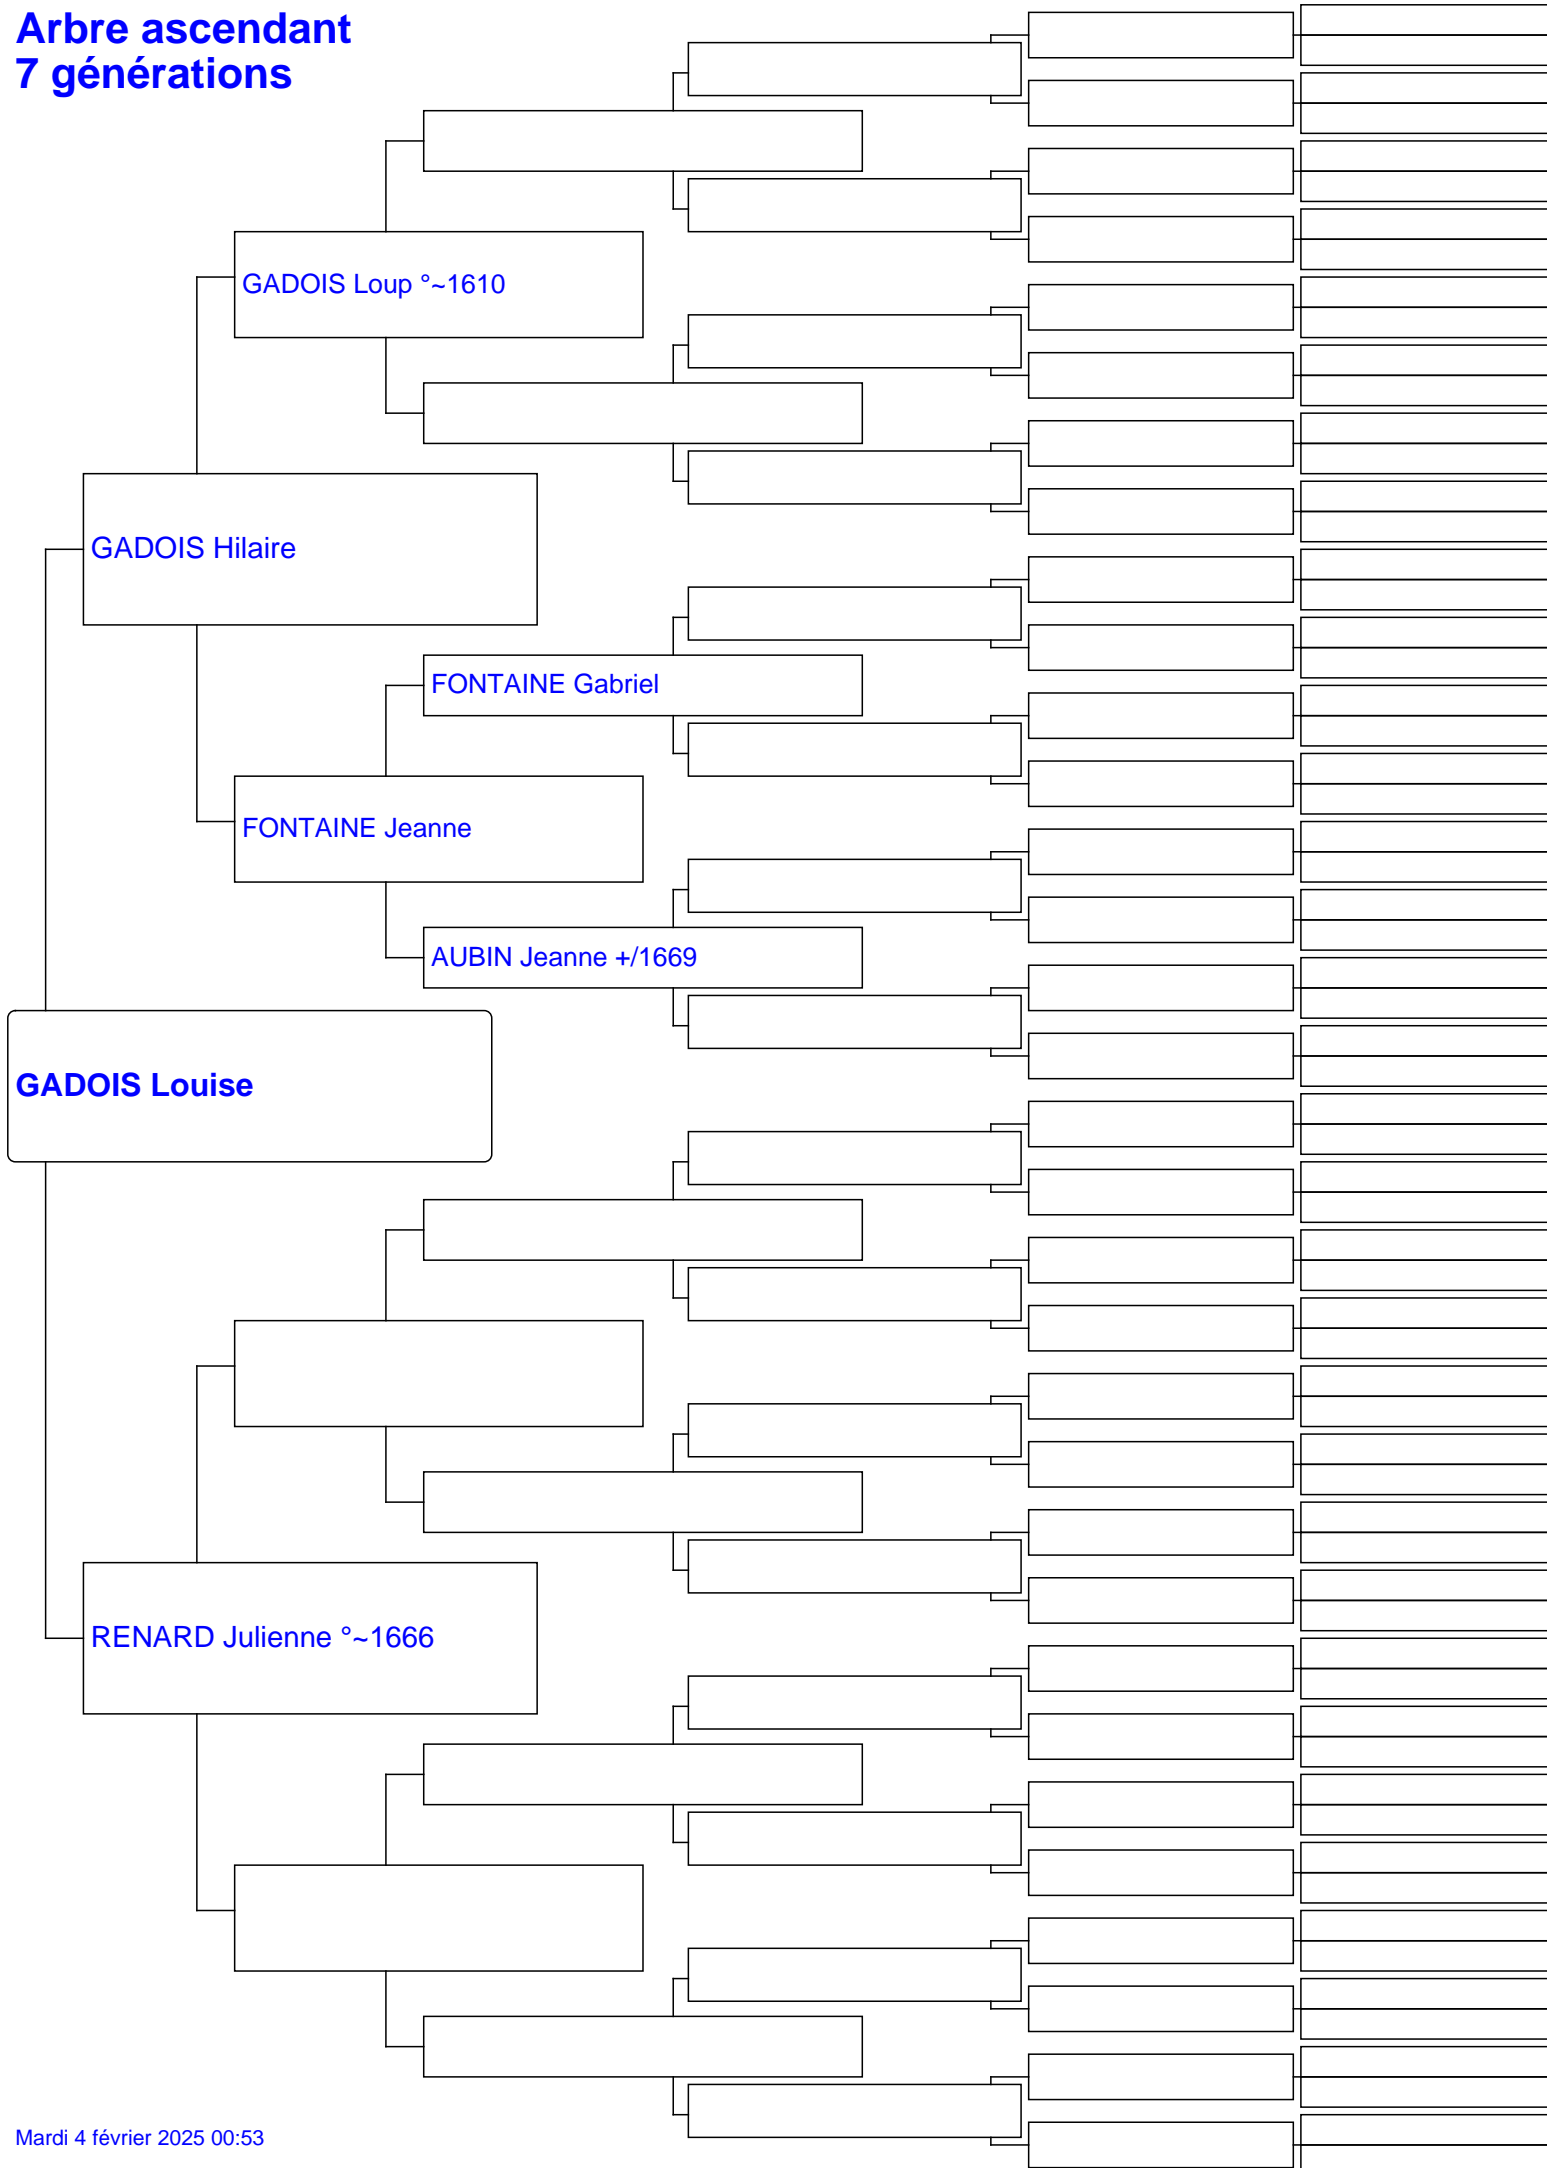 Arbre ascendant
7 générations
GADOIS Loup °~1610
GADOIS Hilaire
FONTAINE Gabriel
FONTAINE Jeanne
AUBIN Jeanne +/1669
GADOIS Louise
RENARD Julienne °~1666
Mardi 4 février 2025 00:53